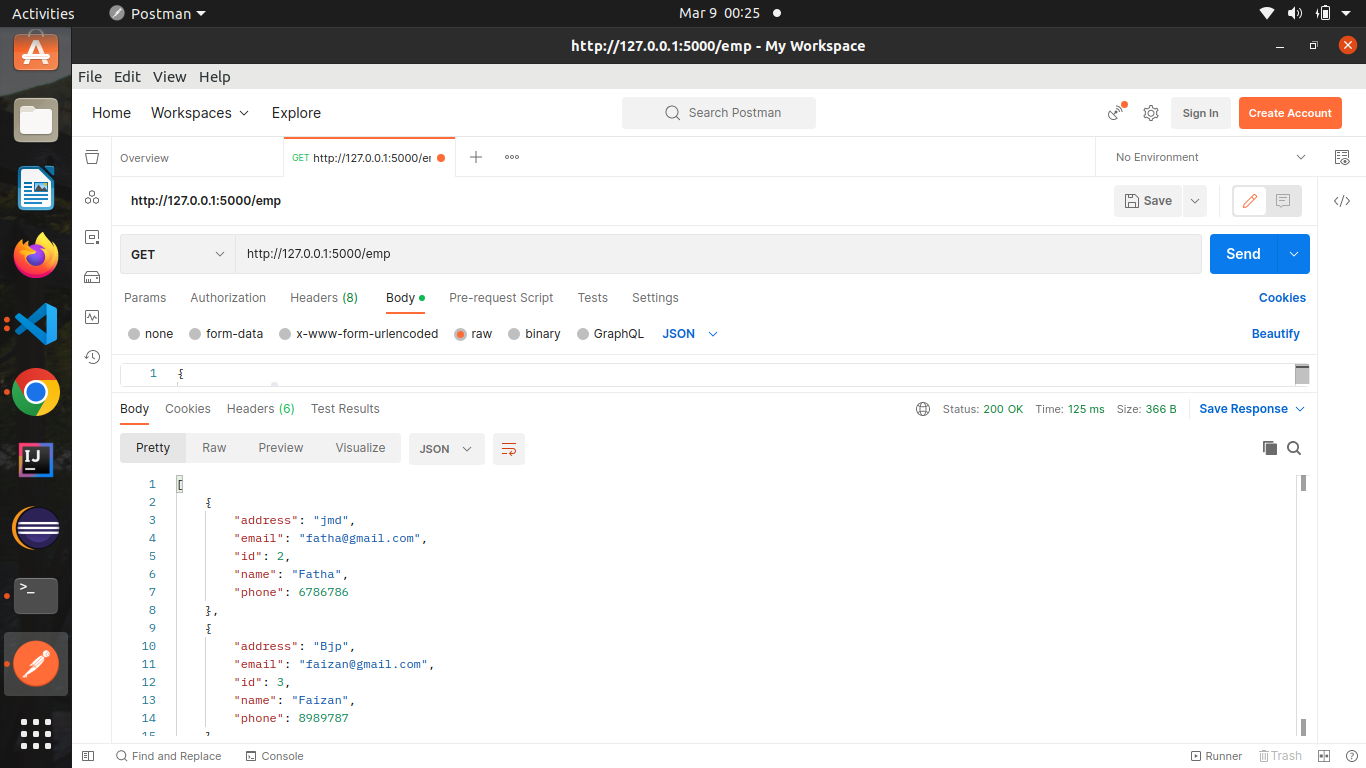 Activities Postman Mar 9 00:25
http://127.0.0.1:5000/emp - My Workspace
File Edit View Help
Home Workspaces Explore Search Postman Sign In Create Account
Overview GET http://127.0.0.1:5000/er No Environment
http://127.0.0.1:5000/emp Save
GET http://127.0.0.1:5000/emp Send
Params Authorization Headers (8) Body Pre-request Script Tests Settings Cookies
none form-data x-www-form-urlencoded raw binary GraphQL JSON Beautify
1 {
Body Cookies Headers (6) Test Results Status: 200 OK Time: 125 ms Size: 366 B Save Response
Pretty Raw Preview Visualize JSON
1 [
2 {
3 "address": "jmd",
4 "email": "fatha@gmail.com",
5 "id": 2,
6 "name": "Fatha",
7 "phone": 6786786
8 },
9 {
10 "address": "Bjp",
11 "email": "faizan@gmail.com",
12 "id": 3,
13 "name": "Faizan",
14 "phone": 8989787
15 }
Find and Replace Console Runner Trash